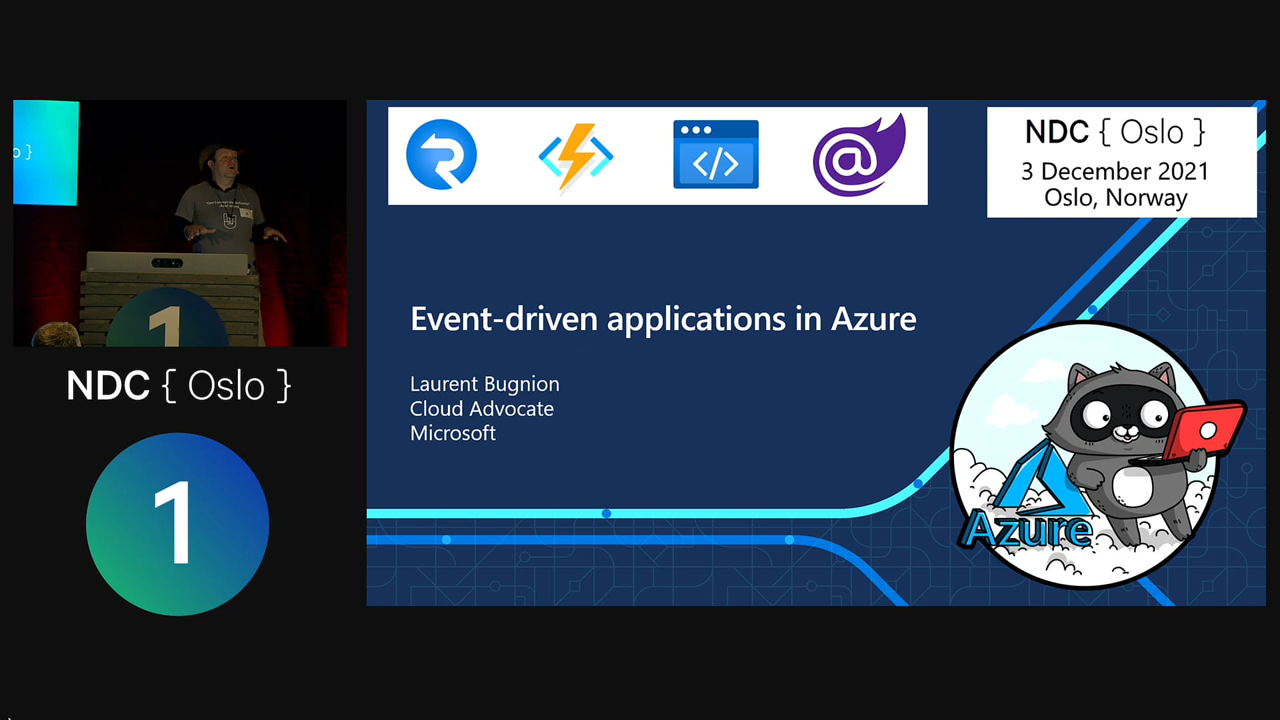 o }
1
NDC { Oslo }
1
NDC { Oslo }
3 December 2021
Oslo, Norway
Event-driven applications in Azure
Laurent Bugnion
Cloud Advocate
Microsoft
Azure